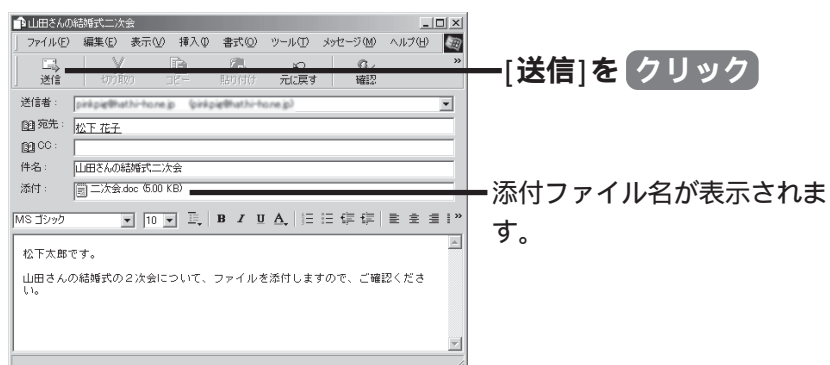 山田さんの結婚式二次会
ファイル(F) 編集(E) 表示(V) 挿入(I) 書式(O) ツール(T) メッセージ(M) ヘルプ(H)
送信 切り取り コピー 貼り付け 元に戻す 確認 »
[送信]を クリック
送信者:
宛先: 松下 花子
CC:
件名: 山田さんの結婚式二次会
添付: 二次会.doc (6.00 KB)
添付ファイル名が表示されま
す。
MS ゴシック 10 B I U A »
松下太郎です。
山田さんの結婚式の2次会について、ファイルを添付しますので、ご確認くださ
い。